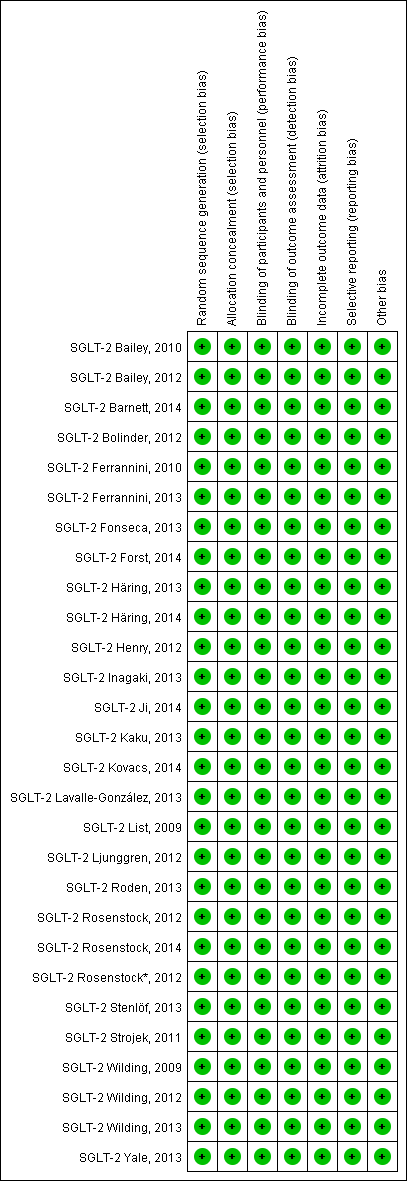 Random sequence generation (selection bias)
Allocation concealment (selection bias)
Blinding of participants and personnel (performance bias)
Blinding of outcome assessment (detection bias)
Incomplete outcome data (attrition bias)
Selective reporting (reporting bias)
Other bias
SGLT-2 Bailey, 2010 + + + + + + +
SGLT-2 Bailey, 2012 + + + + + + +
SGLT-2 Barnett, 2014 + + + + + + +
SGLT-2 Bolinder, 2012 + + + + + + +
SGLT-2 Ferrannini, 2010 + + + + + + +
SGLT-2 Ferrannini, 2013 + + + + + + +
SGLT-2 Fonseca, 2013 + + + + + + +
SGLT-2 Forst, 2014 + + + + + + +
SGLT-2 Häring, 2013 + + + + + + +
SGLT-2 Häring, 2014 + + + + + + +
SGLT-2 Henry, 2012 + + + + + + +
SGLT-2 Inagaki, 2013 + + + + + + +
SGLT-2 Ji, 2014 + + + + + + +
SGLT-2 Kaku, 2013 + + + + + + +
SGLT-2 Kovacs, 2014 + + + + + + +
SGLT-2 Lavalle-González, 2013 + + + + + + +
SGLT-2 List, 2009 + + + + + + +
SGLT-2 Ljunggren, 2012 + + + + + + +
SGLT-2 Roden, 2013 + + + + + + +
SGLT-2 Rosenstock, 2012 + + + + + + +
SGLT-2 Rosenstock, 2014 + + + + + + +
SGLT-2 Rosenstock*, 2012 + + + + + + +
SGLT-2 Stenlöf, 2013 + + + + + + +
SGLT-2 Strojek, 2011 + + + + + + +
SGLT-2 Wilding, 2009 + + + + + + +
SGLT-2 Wilding, 2012 + + + + + + +
SGLT-2 Wilding, 2013 + + + + + + +
SGLT-2 Yale, 2013 + + + + + + +